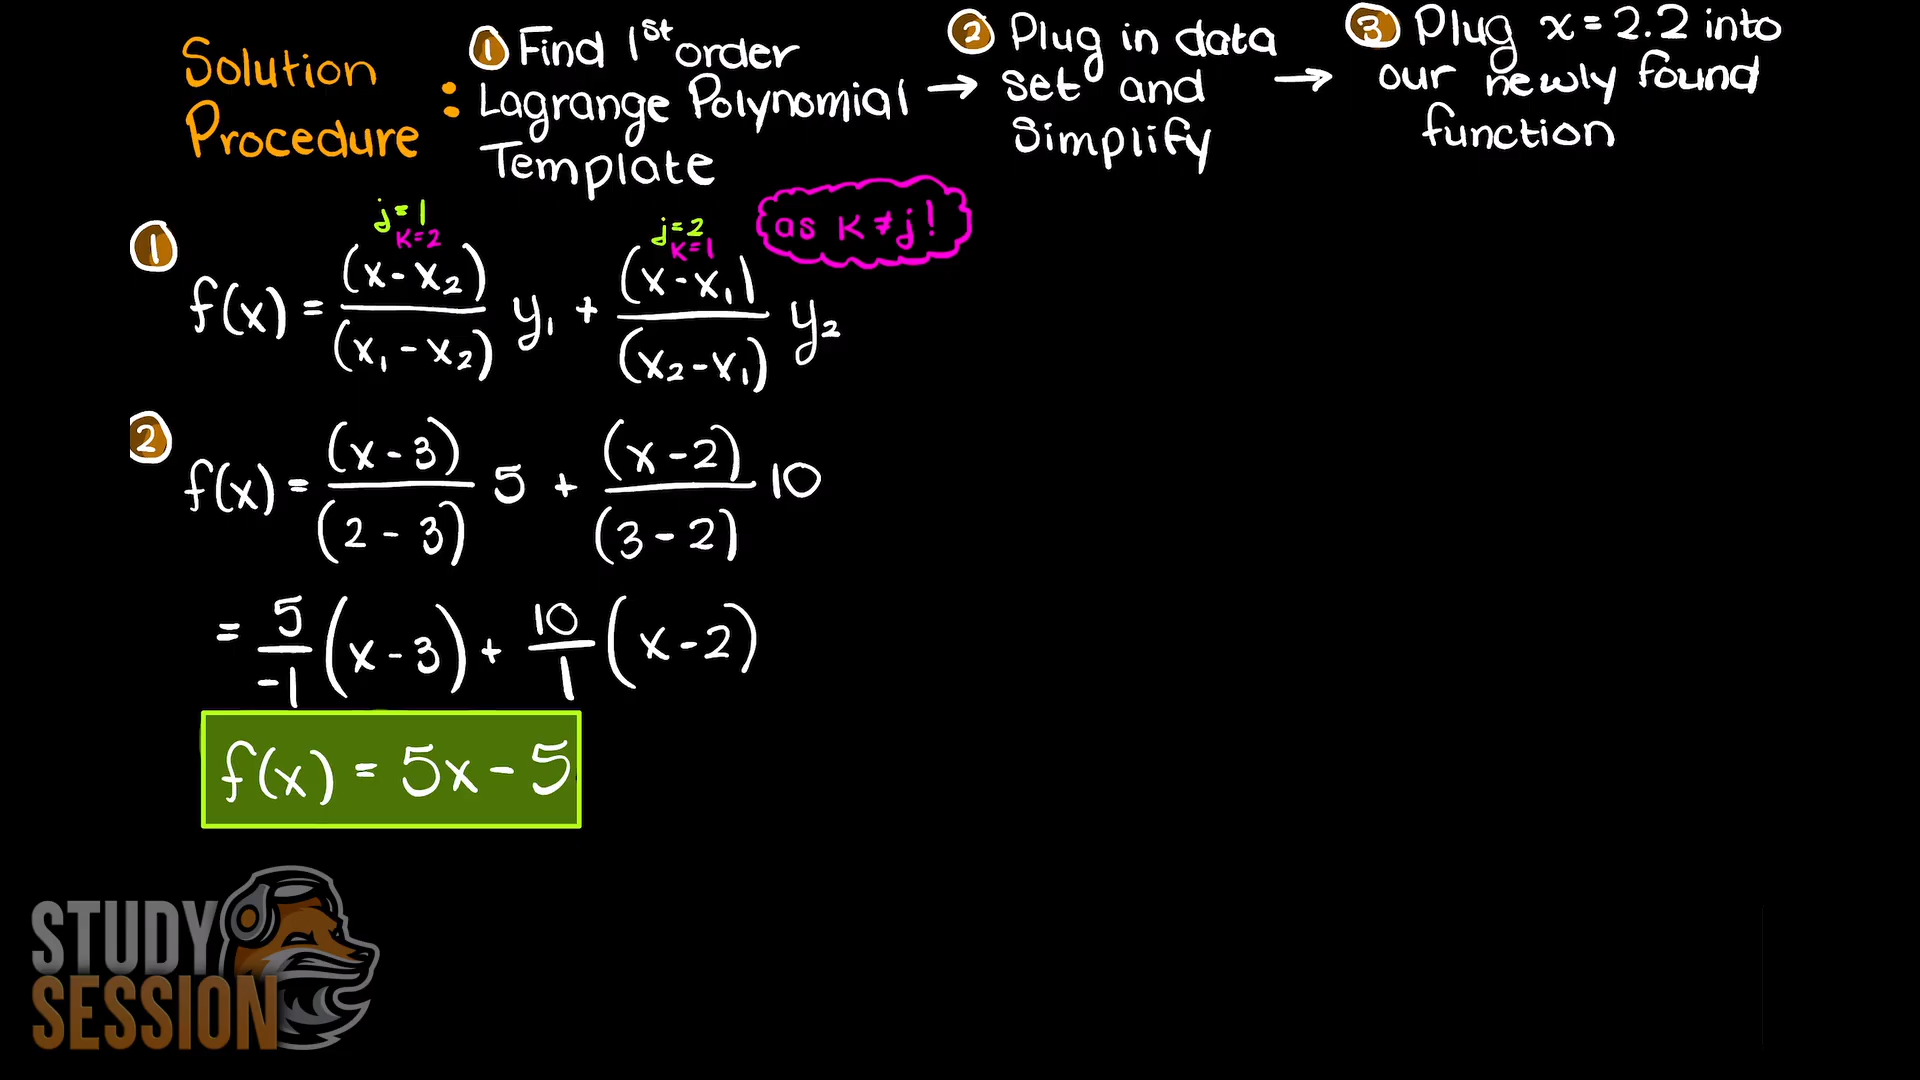 Solution
Procedure :
① Find 1st order
Lagrange Polynomial
Template
→
② Plug in data
set and
Simplify
→
③ Plug x = 2.2 into
our newly found
function
①
j=1
k=2
j=2
k=1
as k ≠ j!
f(x) = (x - x₂)/(x₁ - x₂) y₁ + (x - x₁)/(x₂ - x₁) y₂
②
f(x) = (x - 3)/(2 - 3) 5 + (x - 2)/(3 - 2) 10
= 5/-1 (x - 3) + 10/1 (x - 2)
f(x) = 5x - 5
STUDY
SESSION